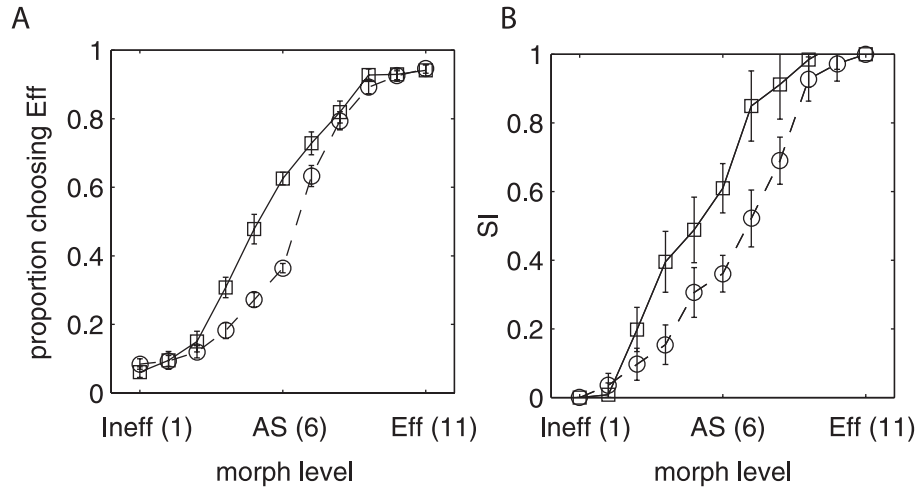 A
proportion choosing Eff
1
0.8
0.6
0.4
0.2
0
Ineff (1) AS (6) Eff (11)
morph level
B
SI
1
0.8
0.6
0.4
0.2
0
Ineff (1) AS (6) Eff (11)
morph level